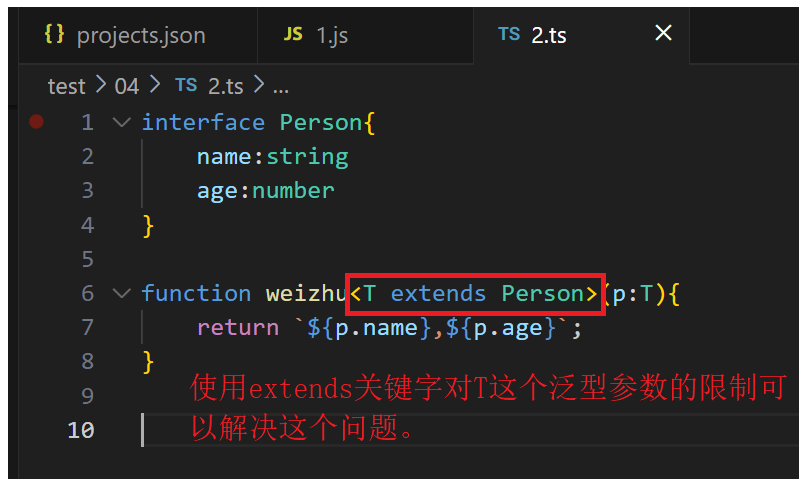 {} projects.json JS 1.js TS 2.ts ×
test > 04 > TS 2.ts > ...
1 interface Person{
2 name:string
3 age:number
4 }
5
6 function weizhu<T extends Person>(p:T){
7 return `${p.name},${p.age}`;
8 }
9 使用extends关键字对T这个泛型参数的限制可
10 以解决这个问题。